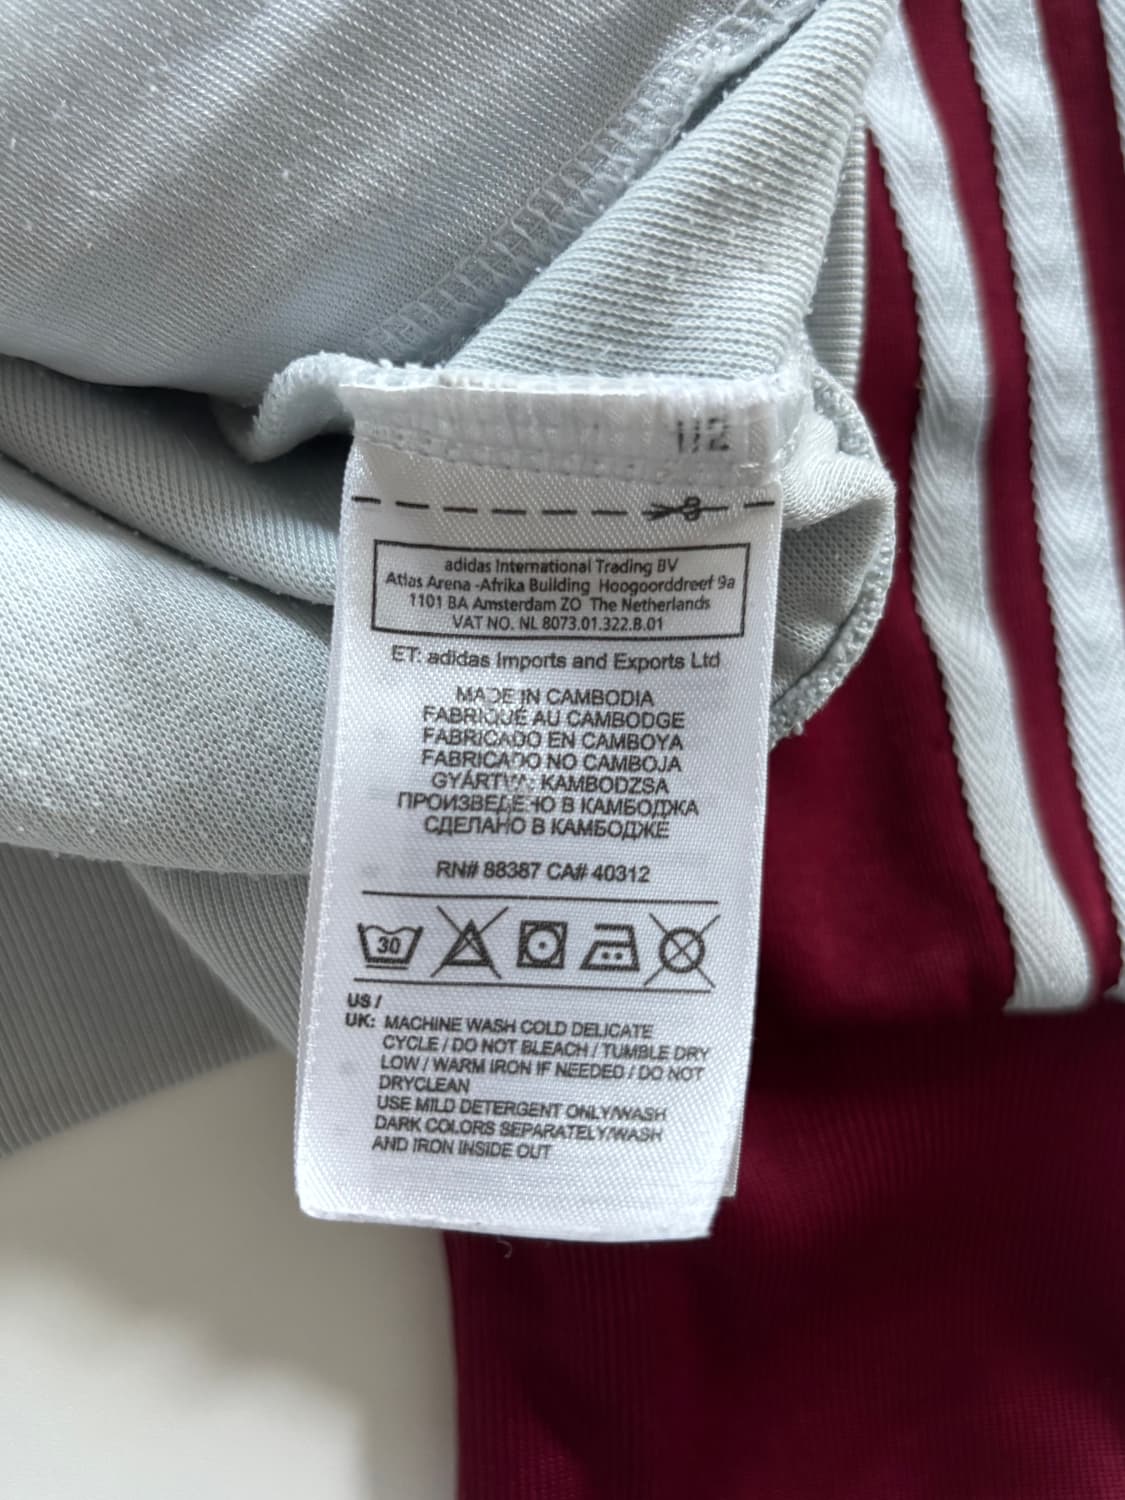 112
adidas International Trading BV
Atlas Arena -Afrika Building Hoogoorddreef 9a
1101 BA Amsterdam ZO The Netherlands
VAT NO. NL 8073.01.322.B.01
ET: adidas Imports and Exports Ltd
MADE IN CAMBODIA
FABRIQUÉ AU CAMBODGE
FABRICADO EN CAMBOYA
FABRICADO NO CAMBOJA
GYÁRTVA: KAMBODZSA
ПРОИЗВЕДЕНО В КАМБОДЖА
СДЕЛАНО В КАМБОДЖЕ
RN# 88387 CA# 40312
30
US /
UK: MACHINE WASH COLD DELICATE
CYCLE / DO NOT BLEACH / TUMBLE DRY
LOW / WARM IRON IF NEEDED / DO NOT
DRYCLEAN
USE MILD DETERGENT ONLY/WASH
DARK COLORS SEPARATELY/WASH
AND IRON INSIDE OUT